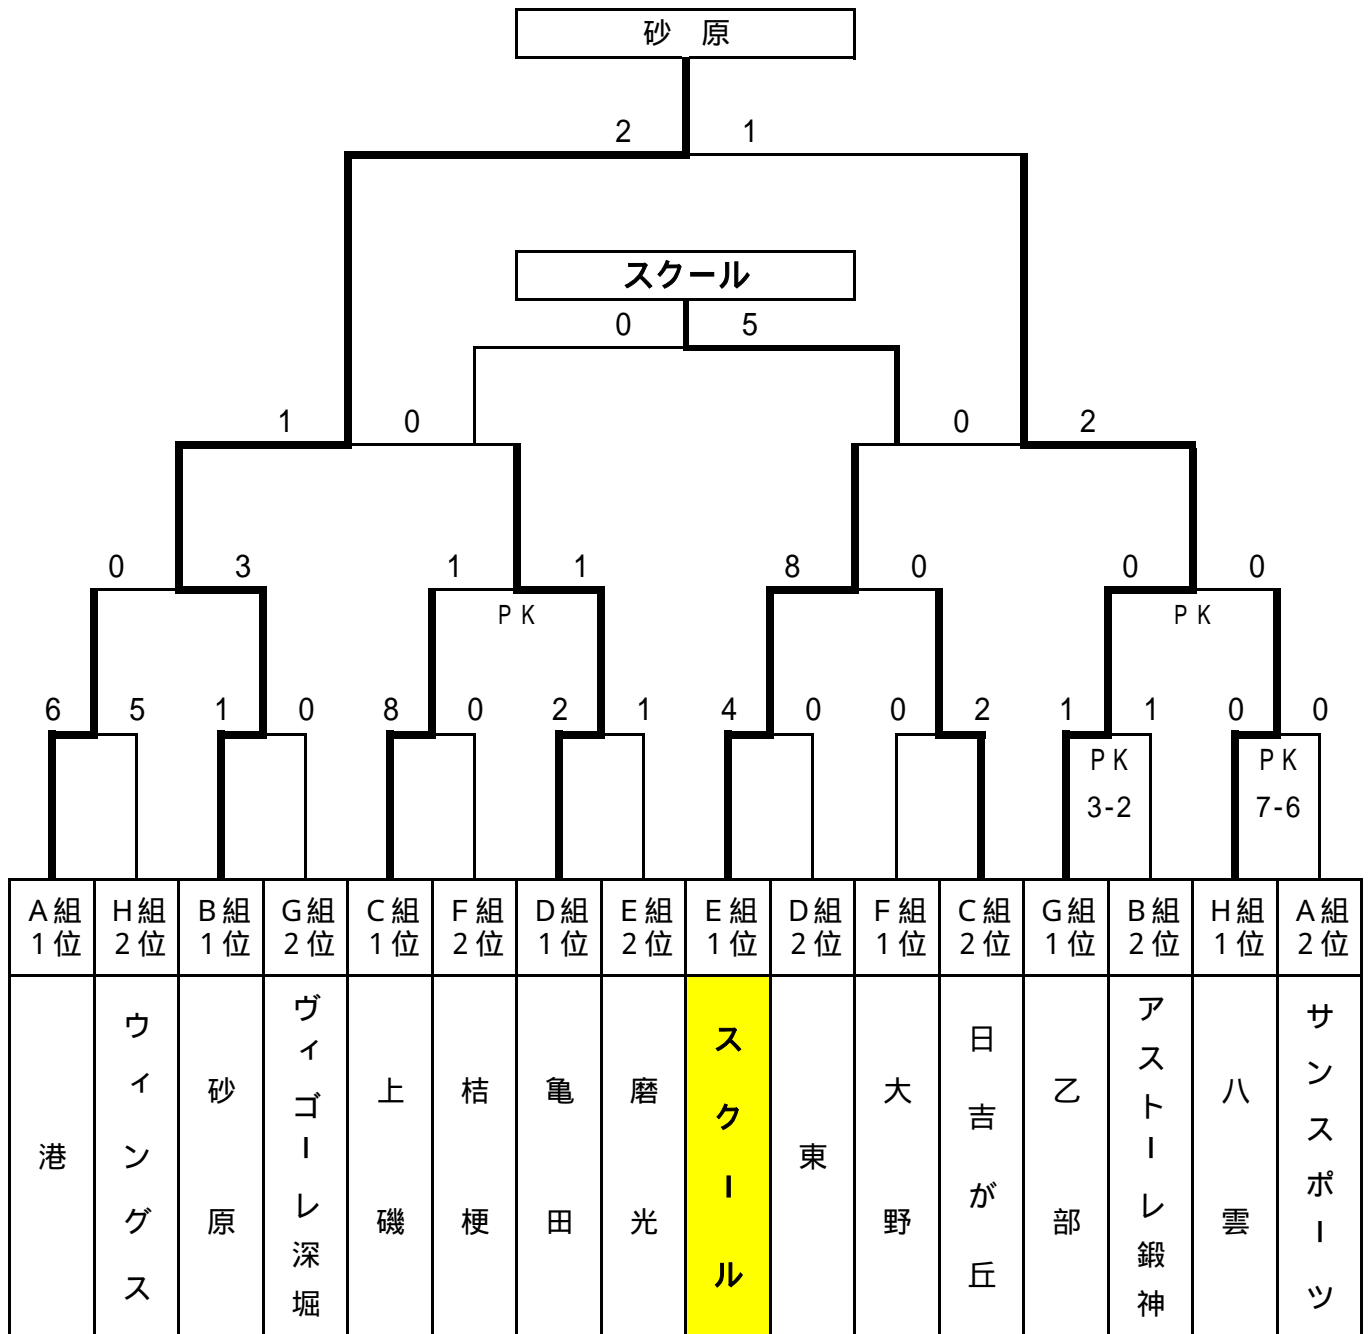 砂 原
2 1
スクール
0 5
1 0 0 2
0 3 1 1 8 0 0 0
PK PK
6 5 1 0 8 0 2 1 4 0 0 2 1 1 0 0
PK PK
3-2 7-6
A組 H組 B組 G組 C組 F組 D組 E組 E組 D組 F組 C組 G組 B組 H組 A組
1位 2位 1位 2位 1位 2位 1位 2位 1位 2位 1位 2位 1位 2位 1位 2位
港
ウィングス
砂原
ヴィゴーレ深堀
上磯
桔梗
亀田
磨光
スクール
東
大野
日吉が丘
乙部
アストーレ鍛神
八雲
サンスポーツ